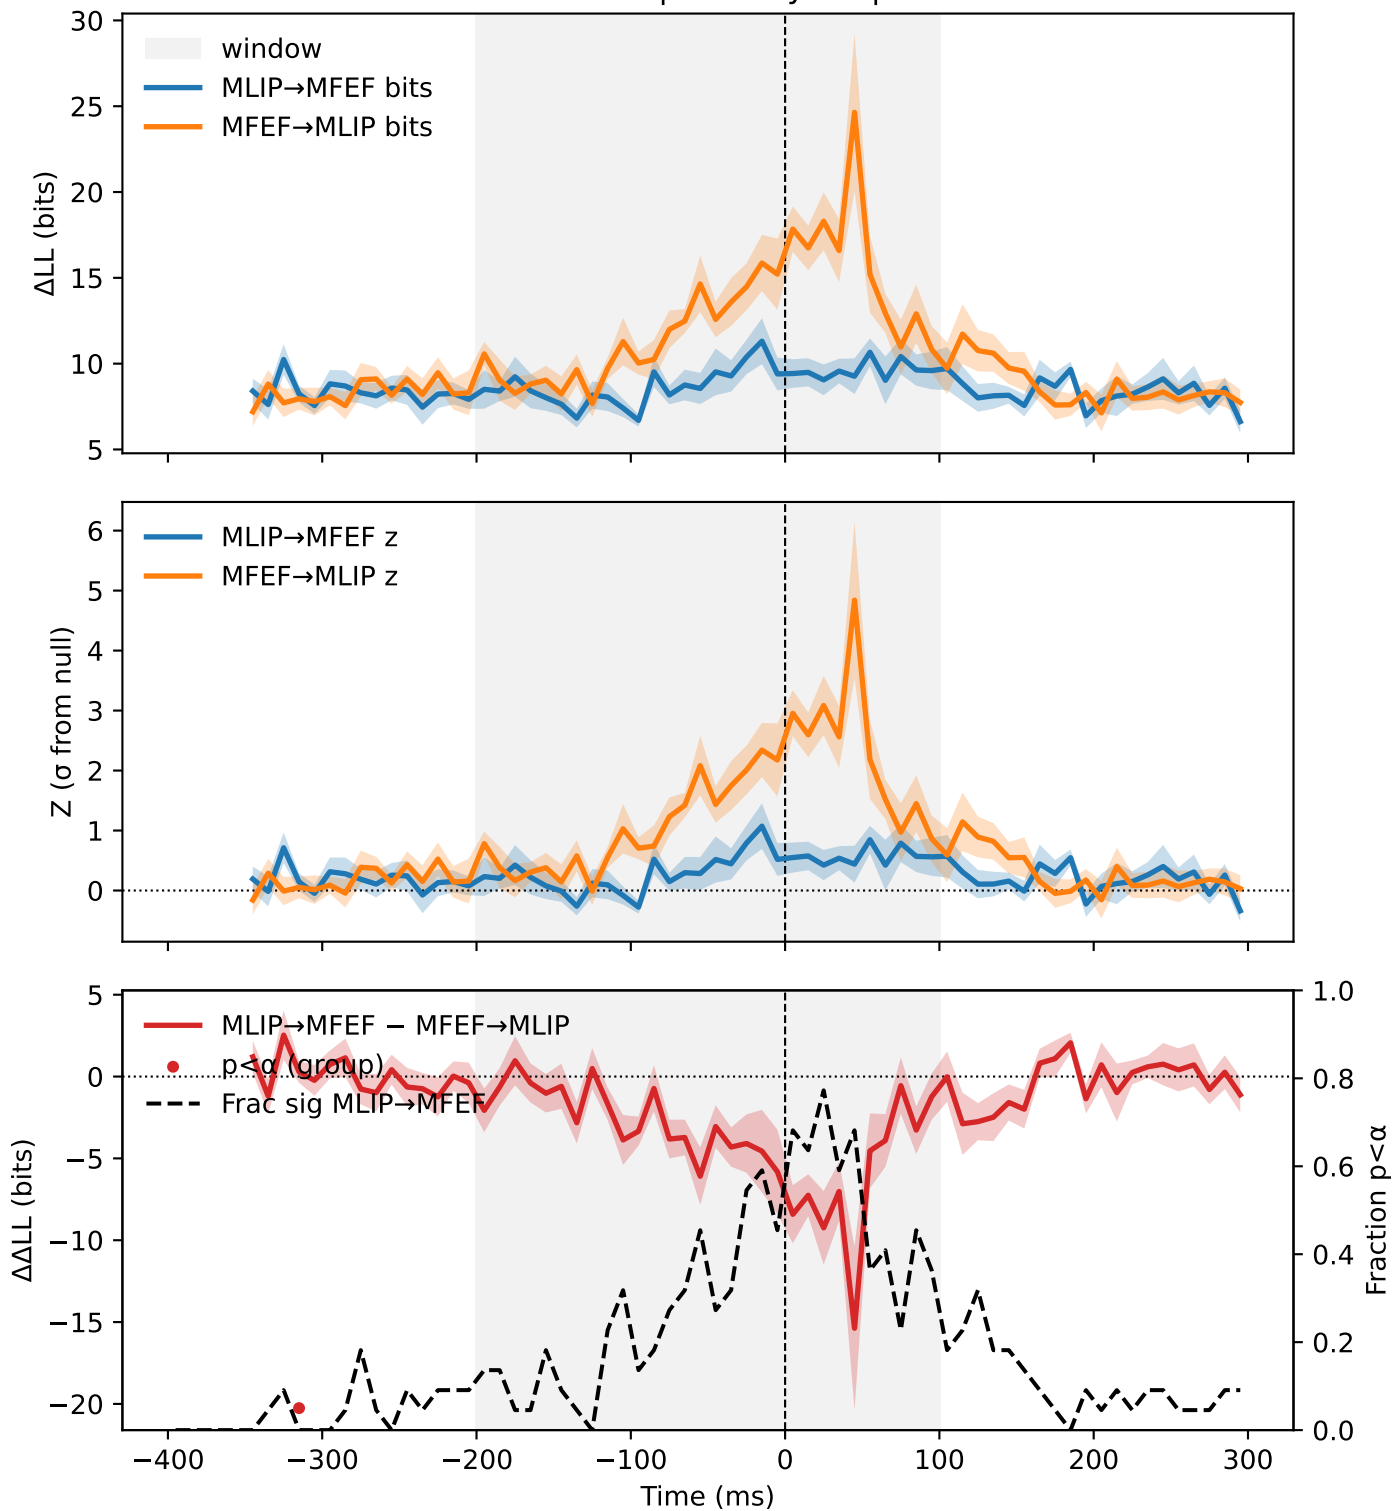 30
25
20
15
10
5
ΔLL (bits)
window
MLIP→MFEF bits
MFEF→MLIP bits
6
5
4
3
2
1
0
Z (σ from null)
MLIP→MFEF z
MFEF→MLIP z
5
0
−5
−10
−15
−20
ΔΔLL (bits)
MLIP→MFEF − MFEF→MLIP
p<α (group)
Frac sig MLIP→MFEF
1.0
0.8
0.6
0.4
0.2
0.0
Fraction p<α
−400 −300 −200 −100 0 100 200 300
Time (ms)